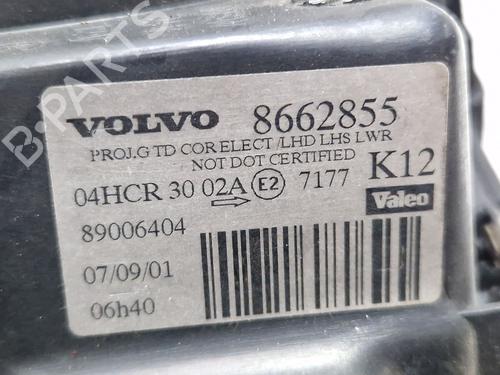 VOLVO 8662855
PROJ.G TD COR ELECT /LHD LHS LWR
NOT DOT CERTIFIED
04HCR 30 02A E2 7177 K12
Valeo
89006404
07/09/01
06h40
B-PARTS